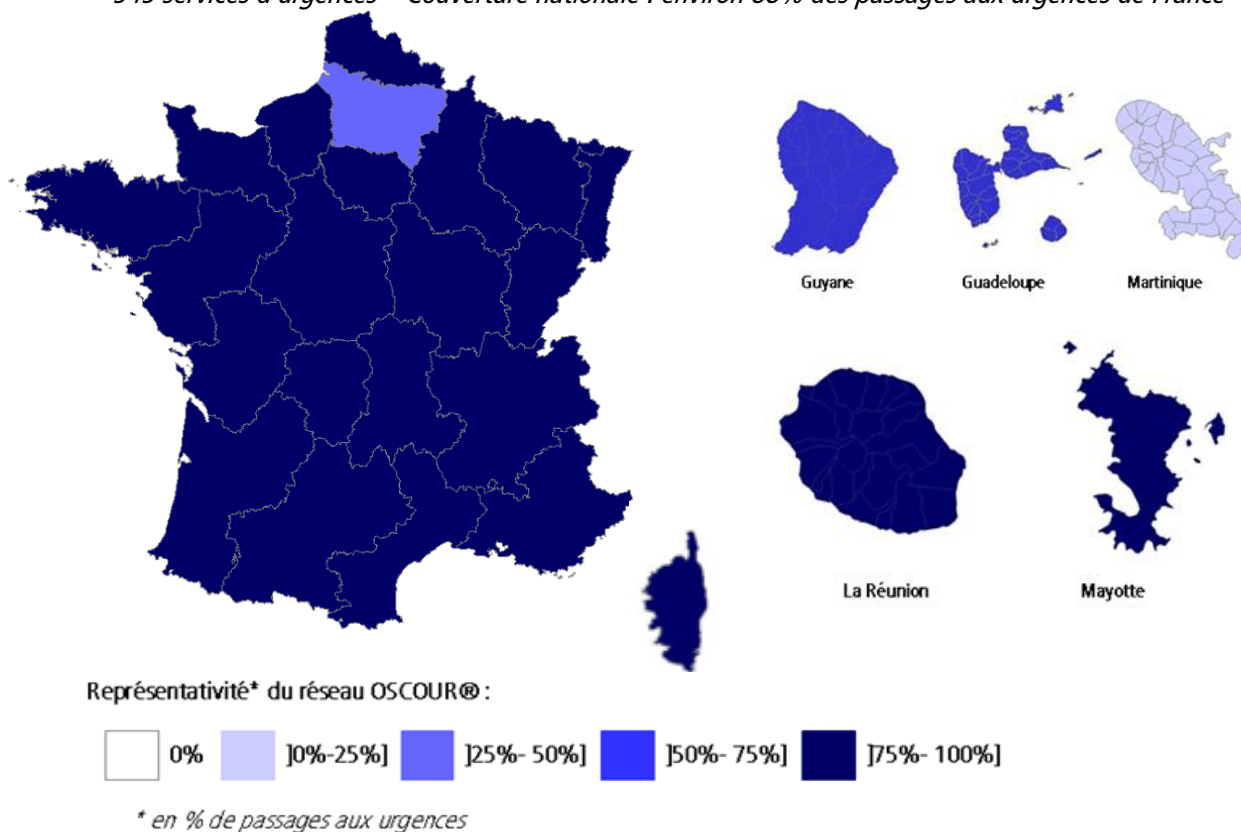 Guyane
Guadeloupe
Martinique
La Réunion
Mayotte
Représentativité* du réseau OSCOUR® :
0%
]0%-25%]
]25%- 50%]
]50%- 75%]
]75%- 100%]
* en % de passages aux urgences